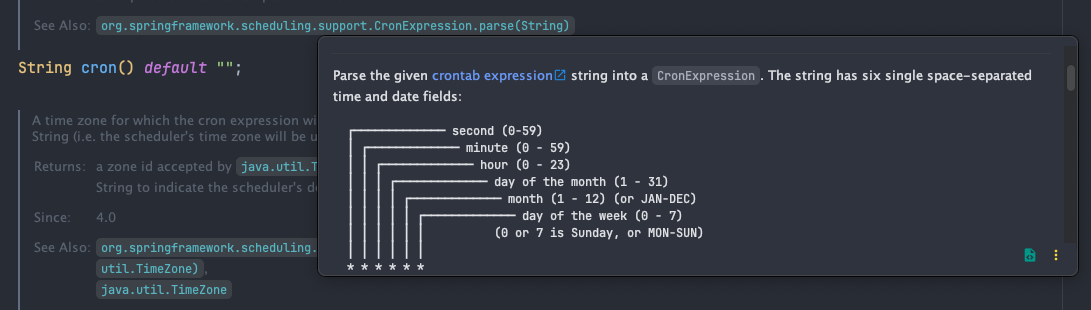 See Also: org.springframework.scheduling.support.CronExpression.parse(String)
String cron() default "";
A time zone for which the cron expression wi
String (i.e. the scheduler's time zone will be u
Returns: a zone id accepted by java.util.T
String to indicate the scheduler's de
Since: 4.0
See Also: org.springframework.scheduling.
util.TimeZone),
java.util.TimeZone
Parse the given crontab expression string into a CronExpression. The string has six single space-separated
time and date fields:
second (0-59)
minute (0 - 59)
hour (0 - 23)
day of the month (1 - 31)
month (1 - 12) (or JAN-DEC)
day of the week (0 - 7)
(0 or 7 is Sunday, or MON-SUN)
* * * * * *